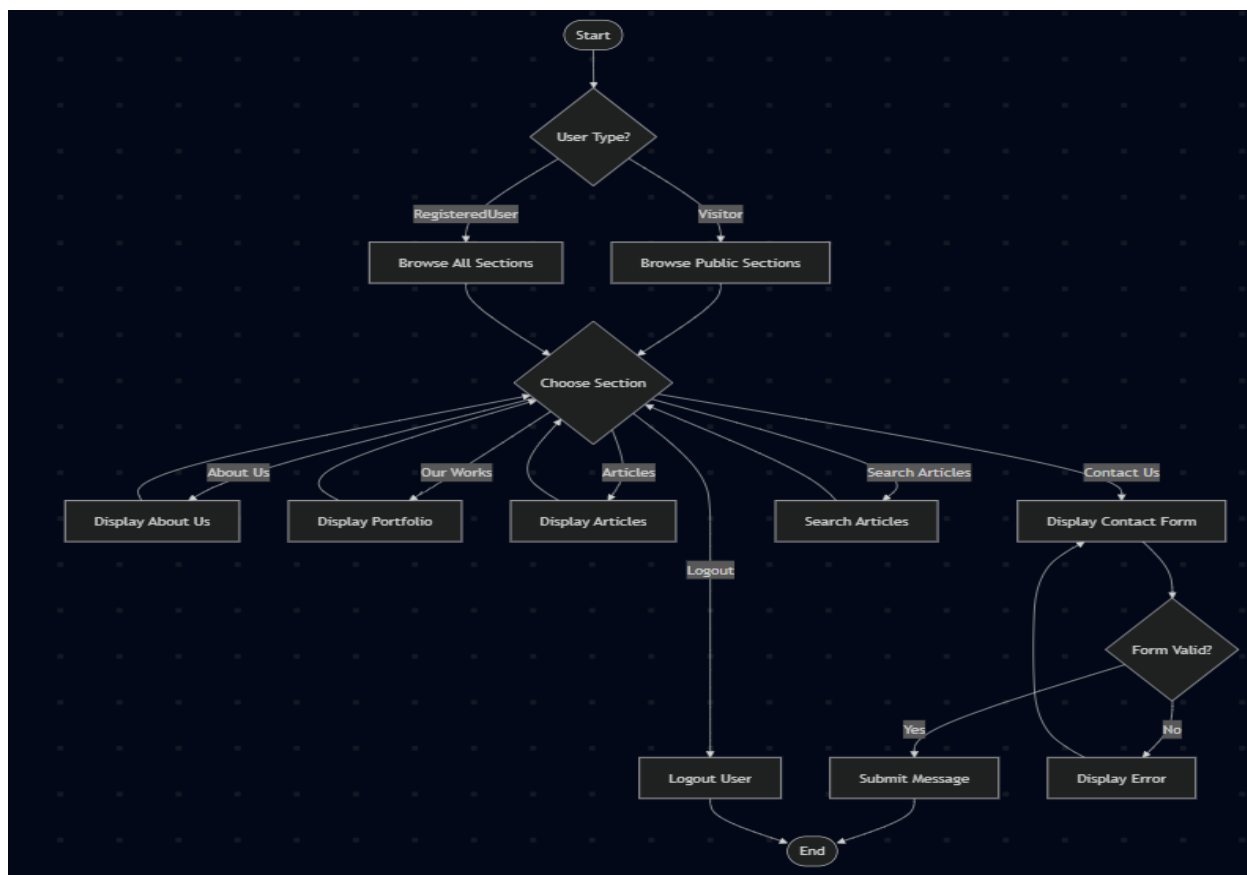 Start
User Type?
RegisteredUser
Visitor
Browse All Sections
Browse Public Sections
Choose Section
About Us
Our Works
Articles
Search Articles
Contact Us
Display About Us
Display Portfolio
Display Articles
Search Articles
Display Contact Form
Logout
Form Valid?
Yes
No
Logout User
Submit Message
Display Error
End